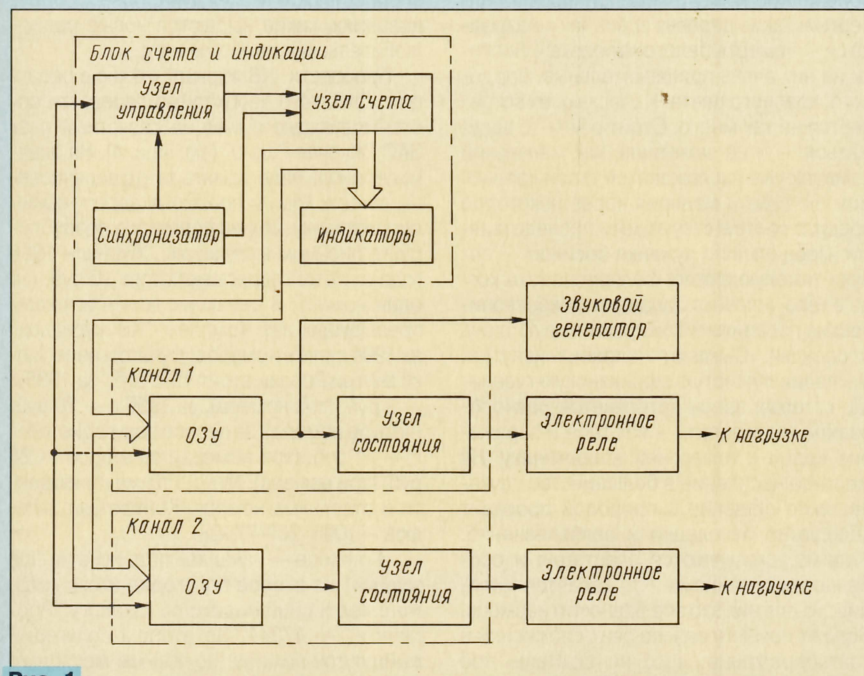 Блок счета и индикации
Узел
управления
Узел счета
Синхронизатор
Индикаторы
Звуковой
генератор
Канал 1
ОЗУ
Узел
состояния
Электронное
реле
К нагрузке
Канал 2
ОЗУ
Узел
состояния
Электронное
реле
К нагрузке
Рис. 1